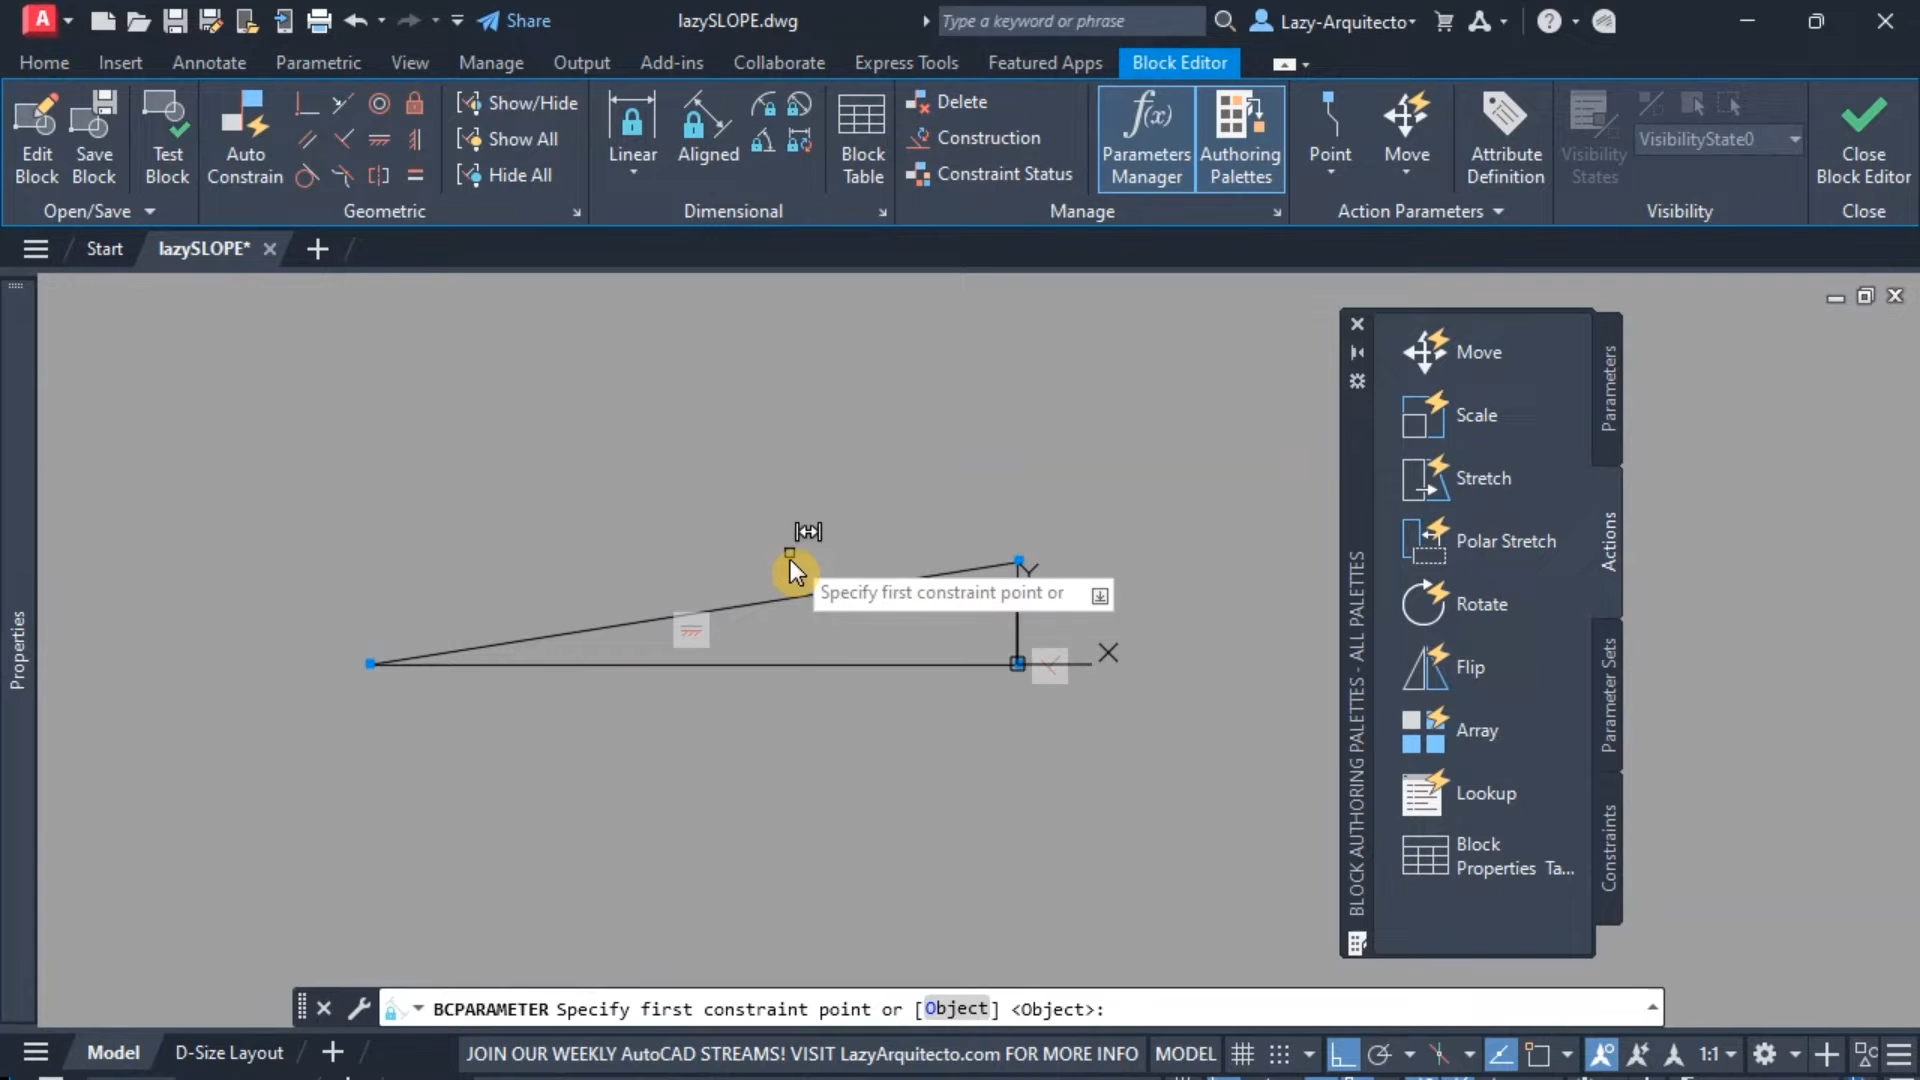 Share
lazySLOPE.dwg
Type a keyword or phrase
Lazy-Arquitecto
Home
Insert
Annotate
Parametric
View
Manage
Output
Add-ins
Collaborate
Express Tools
Featured Apps
Block Editor
Edit Block
Save Block
Test Block
Auto Constrain
Show/Hide
Show All
Hide All
Linear
Aligned
Block Table
Delete
Construction
Constraint Status
Parameters Manager
Authoring Palettes
Point
Move
Attribute Definition
Visibility States
VisibilityState0
Close Block Editor
Open/Save
Geometric
Dimensional
Manage
Action Parameters
Visibility
Close
Start
lazySLOPE*
Properties
Specify first constraint point or
Y
X
Move
Scale
Stretch
Polar Stretch
Rotate
Flip
Array
Lookup
Block Properties Ta...
Parameters
Actions
Parameter Sets
Constraints
BLOCK AUTHORING PALETTES - ALL PALETTES
BCPARAMETER Specify first constraint point or [Object] <Object>:
Model
D-Size Layout
JOIN OUR WEEKLY AutoCAD STREAMS! VISIT LazyArquitecto.com FOR MORE INFO
MODEL
1:1